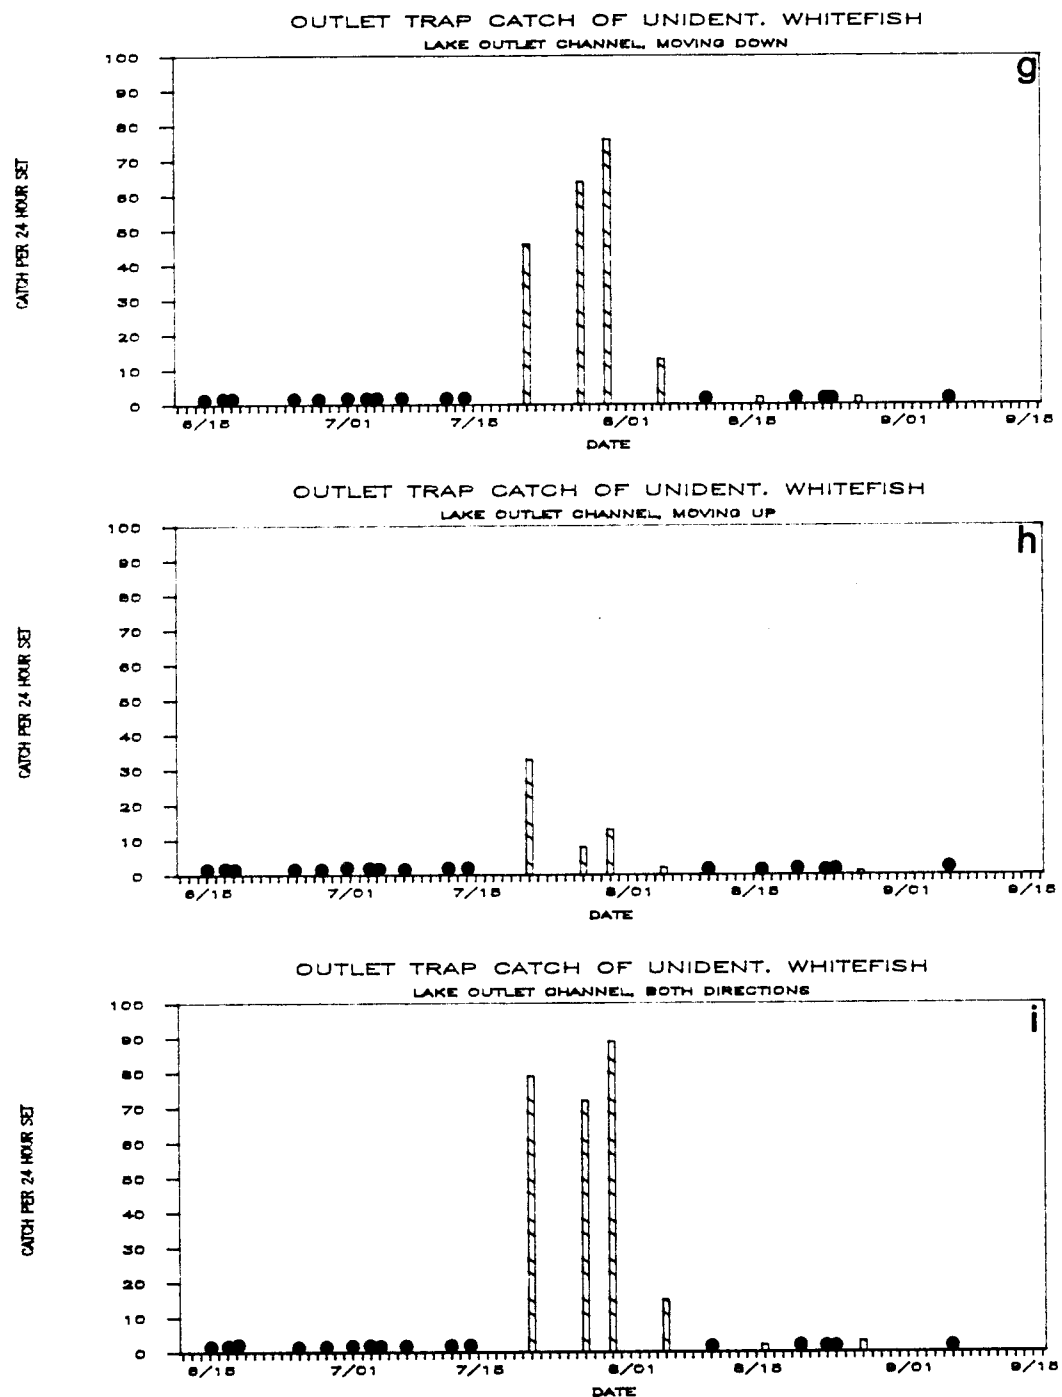 OUTLET TRAP CATCH OF UNIDENT. WHITEFISH
LAKE OUTLET CHANNEL, MOVING DOWN
g
CATCH PER 24 HOUR SET
100
90
80
70
60
50
40
30
20
10
0
6/15 7/01 7/15 8/01 8/15 9/01 9/15
DATE
OUTLET TRAP CATCH OF UNIDENT. WHITEFISH
LAKE OUTLET CHANNEL, MOVING UP
h
CATCH PER 24 HOUR SET
100
90
80
70
60
50
40
30
20
10
0
6/15 7/01 7/15 8/01 8/15 9/01 9/15
DATE
OUTLET TRAP CATCH OF UNIDENT. WHITEFISH
LAKE OUTLET CHANNEL, BOTH DIRECTIONS
i
CATCH PER 24 HOUR SET
100
90
80
70
60
50
40
30
20
10
0
6/15 7/01 7/15 8/01 8/15 9/01 9/15
DATE